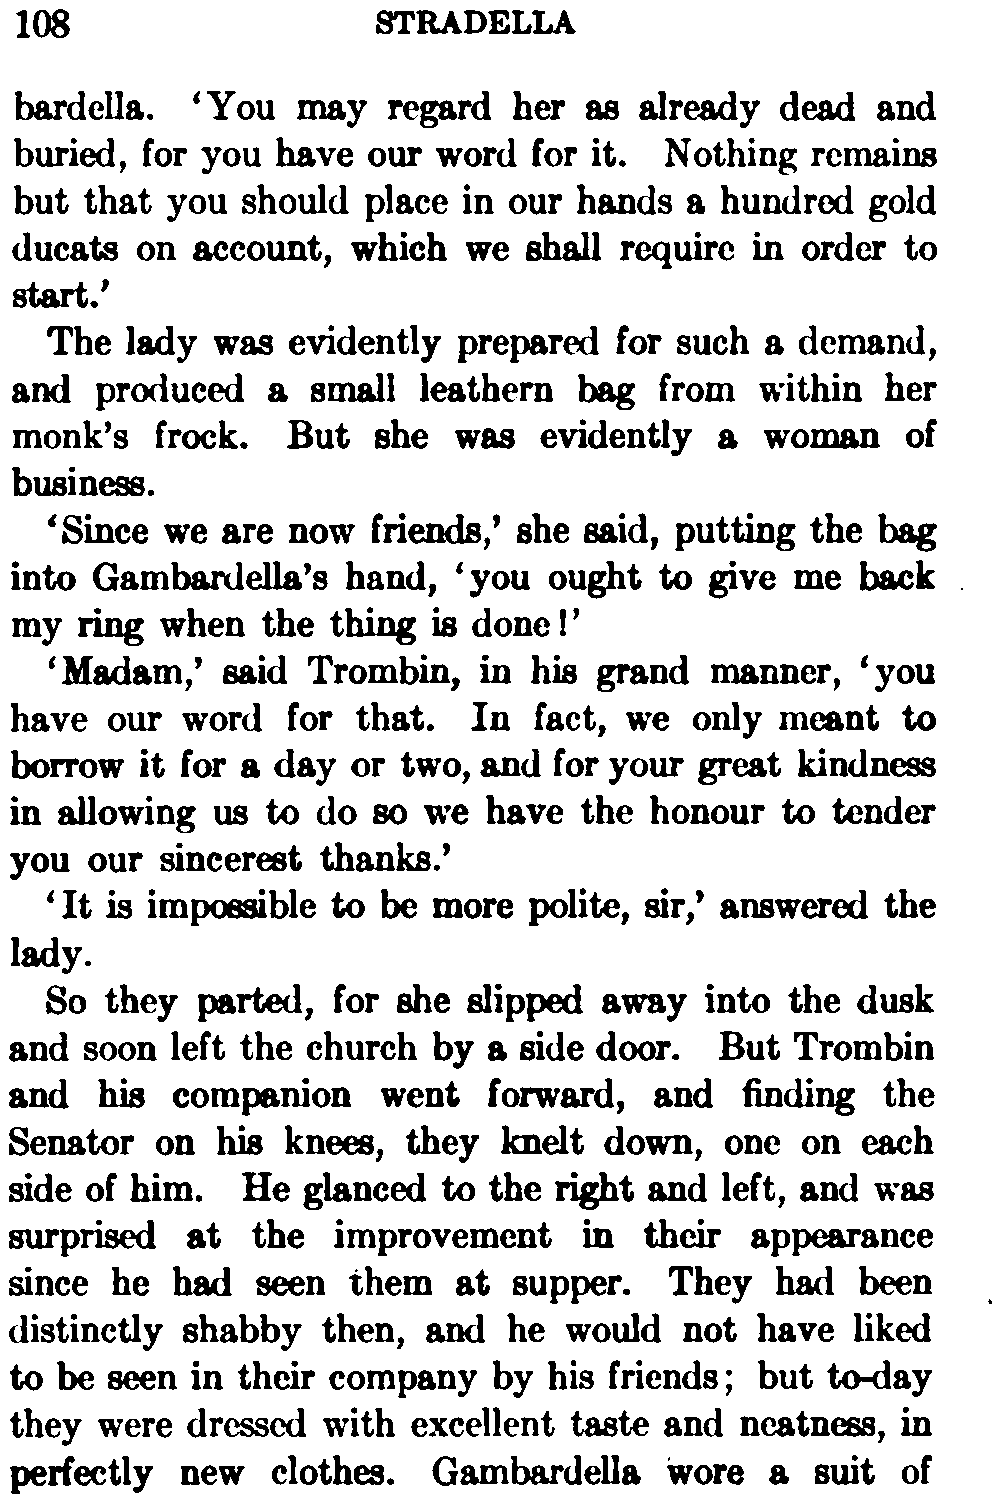 108 STRADELLA
bardella. ‘You may regard her as already dead and
buried, for you have our word for it. Nothing remains
but that you should place in our hands a hundred gold
ducats on account, which we shall require in order to
start.’
The lady was evidently prepared for such a demand,
and produced a small leathern bag from within her
monk’s frock. But she was evidently a woman of
business.
‘Since we are now friends,’ she said, putting the bag
into Gambardella’s hand, ‘you ought to give me back
my ring when the thing is done!’
‘Madam,’ said Trombin, in his grand manner, ‘you
have our word for that. In fact, we only meant to
borrow it for a day or two, and for your great kindness
in allowing us to do so we have the honour to tender
you our sincerest thanks.’
‘It is impossible to be more polite, sir,’ answered the
lady.
So they parted, for she slipped away into the dusk
and soon left the church by a side door. But Trombin
and his companion went forward, and finding the
Senator on his knees, they knelt down, one on each
side of him. He glanced to the right and left, and was
surprised at the improvement in their appearance
since he had seen them at supper. They had been
distinctly shabby then, and he would not have liked
to be seen in their company by his friends; but to-day
they were dressed with excellent taste and neatness, in
perfectly new clothes. Gambardella wore a suit of